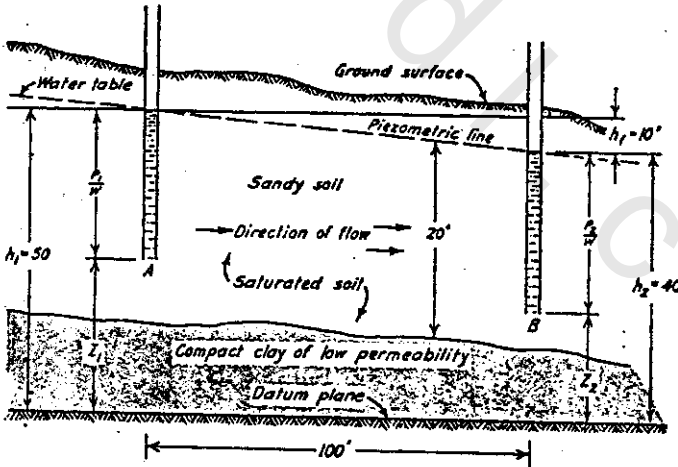 Ground surface
Water table
Piezometric line
h₁=10'
P₁/W
Sandy soil
Direction of flow
20'
P₂/W
h₁=50
A
Saturated soil
h₂=40
B
Z₁
Compact clay of low permeability
Z₂
Datum plane
100'